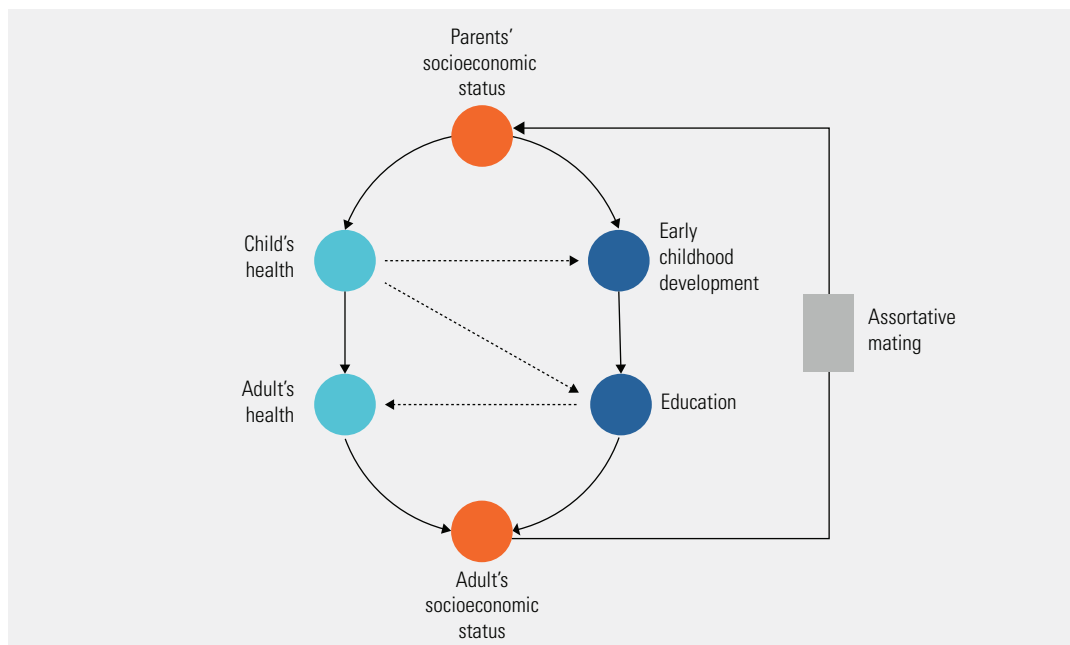 Parents'
socioeconomic
status
Child's
health
Early
childhood
development
Assortative
mating
Adult's
health
Education
Adult's
socioeconomic
status